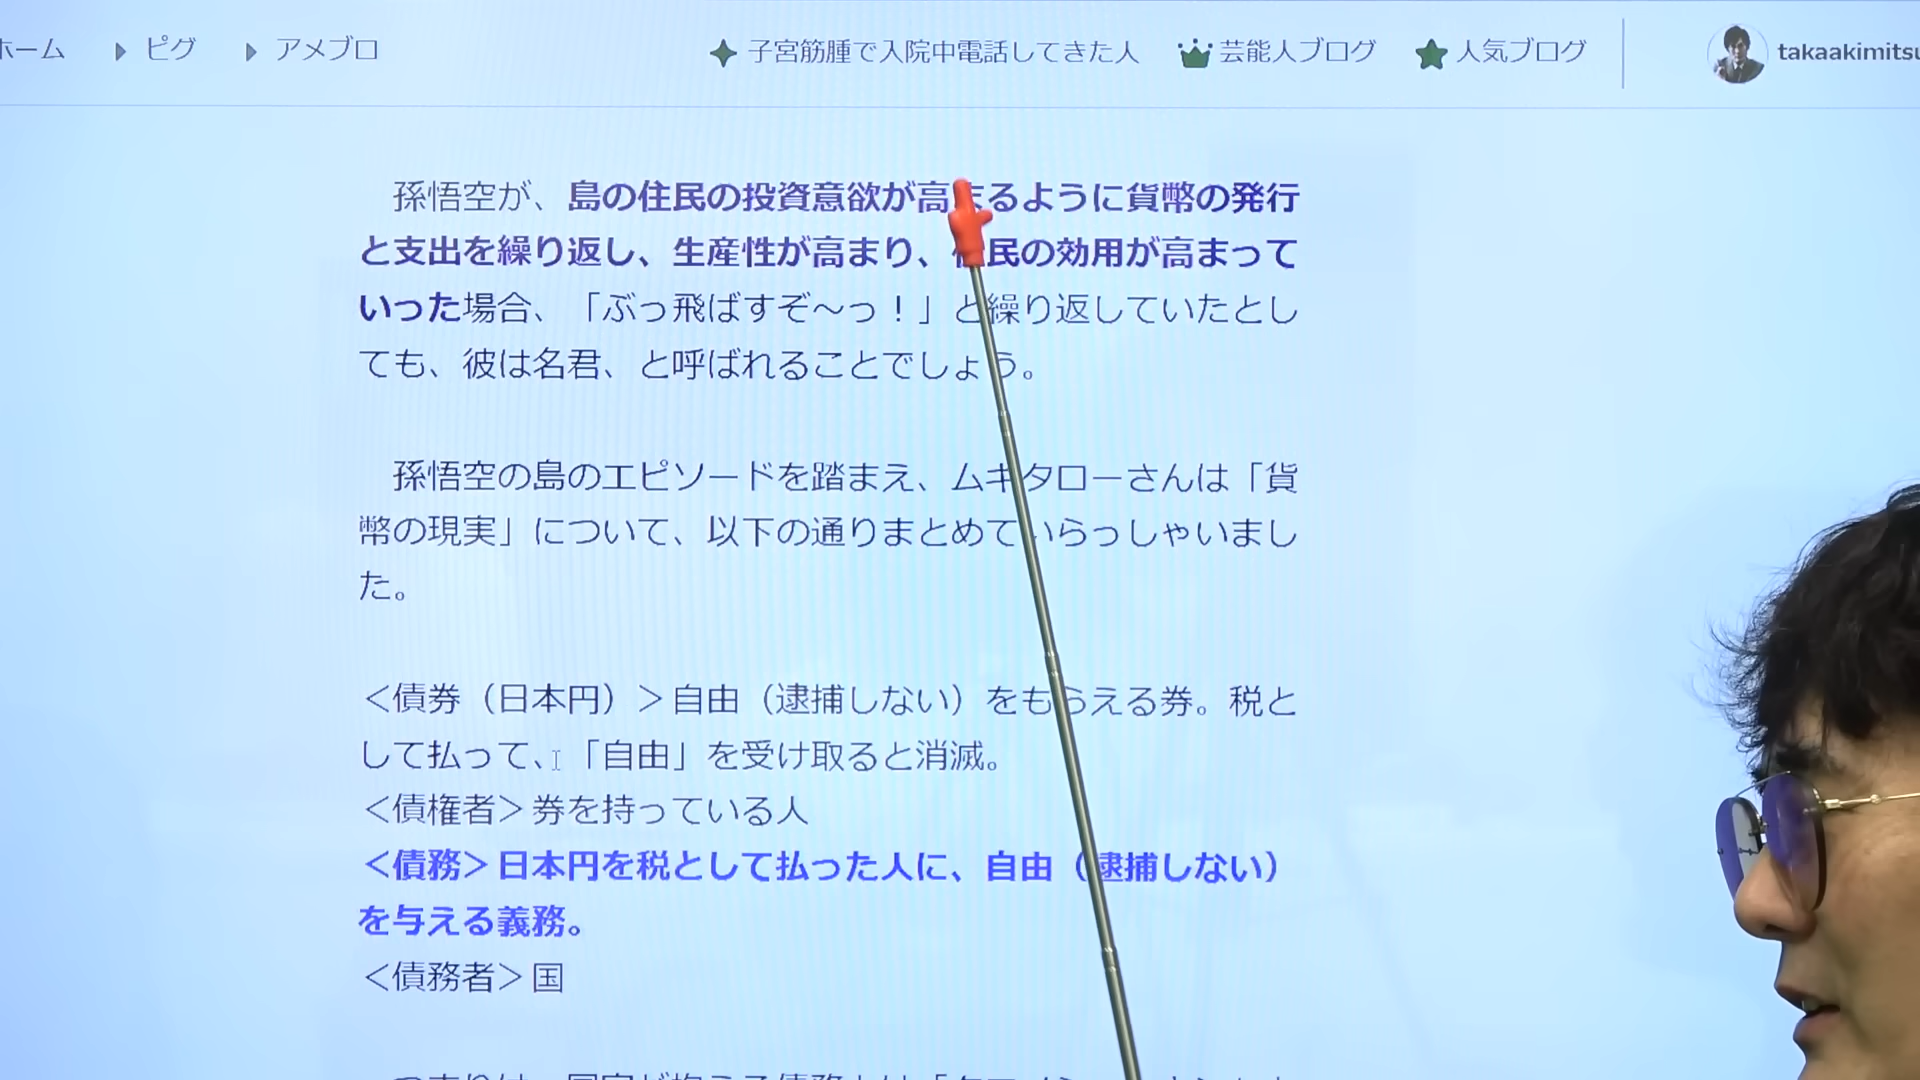 ホーム ピグ アメブロ 子宮筋腫で入院中電話してきた人 芸能人ブログ 人気ブログ takaakimitsu
孫悟空が、島の住民の投資意欲が高まるように貨幣の発行
と支出を繰り返し、生産性が高まり、住民の効用が高まって
いった場合、「ぶっ飛ばすぞ～っ！」と繰り返していたとし
ても、彼は名君、と呼ばれることでしょう。
孫悟空の島のエピソードを踏まえ、ムキタローさんは「貨
幣の現実」について、以下の通りまとめていらっしゃいまし
た。
＜債券（日本円）＞自由（逮捕しない）をもらえる券。税と
して払って、「自由」を受け取ると消滅。
＜債権者＞券を持っている人
＜債務＞日本円を税として払った人に、自由（逮捕しない）
を与える義務。
＜債務者＞国